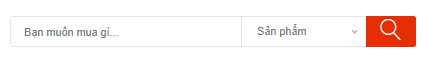 Bạn muốn mua gì... Sản phẩm